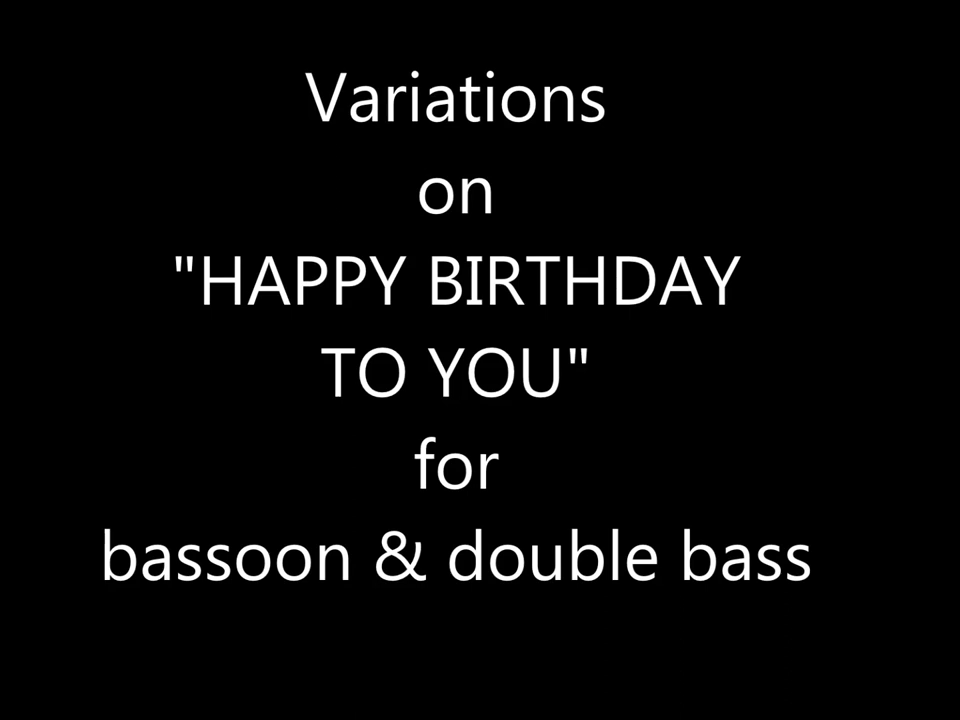 Variations
on
"HAPPY BIRTHDAY
TO YOU"
for
bassoon & double bass